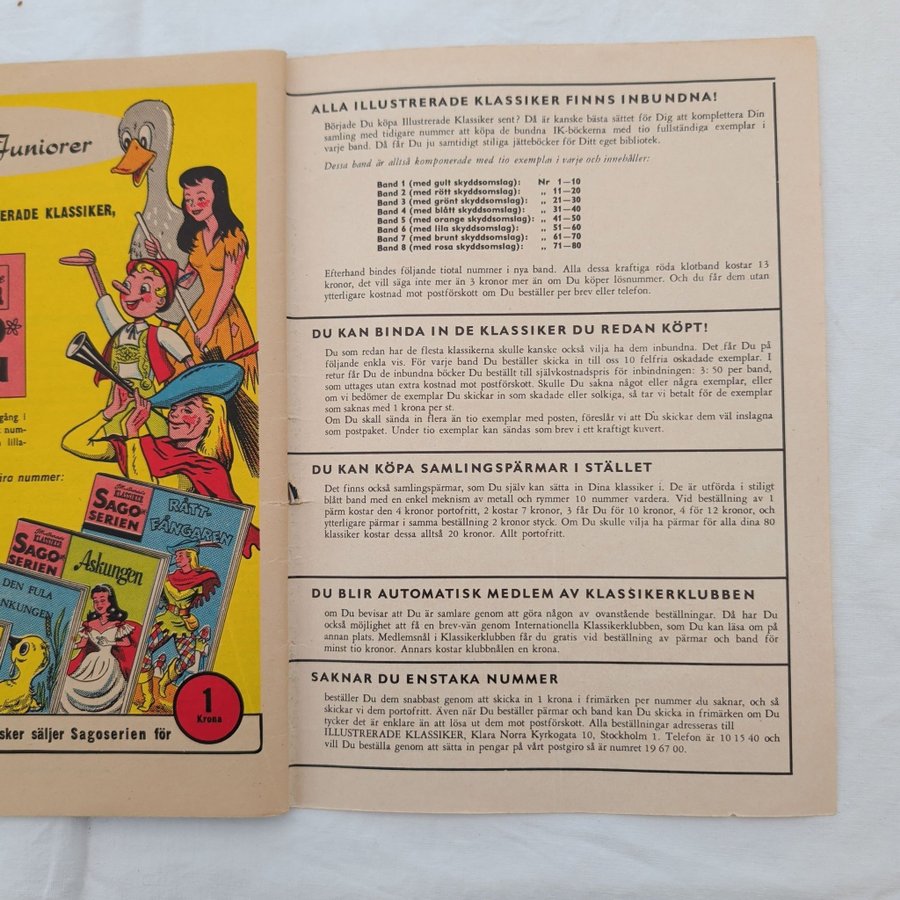 Juniorer
ERADE KLASSIKER,
gång i
num-
lilla-
ra nummer:
Illustrerade
KLASSIKER
SAGO-
SERIEN
RÅTT-
FÅNGAREN
Illustrerade
KLASSIKER
SAGO-
SERIEN
Askungen
DEN FULA
ANKUNGEN
1
Krona
sker säljer Sagoserien för
ALLA ILLUSTRERADE KLASSIKER FINNS INBUNDNA!
Började Du köpa Illustrerade Klassiker sent? Då är kanske bästa sättet för Dig att komplettera Din
samling med tidigare nummer att köpa de bundna IK-böckerna med tio fullständiga exemplar i
varje band. Då får Du ju samtidigt stiliga jätteböcker för Ditt eget bibliotek.
Dessa band är alltså komponerade med tio exemplar i varje och innehåller:
Band 1 (med gult skyddsomslag): Nr 1—10
Band 2 (med rött skyddsomslag): „ 11—20
Band 3 (med grönt skyddsomslag): „ 21—30
Band 4 (med blått skyddsomslag): „ 31—40
Band 5 (med orange skyddsomslag): „ 41—50
Band 6 (med lila skyddsomslag): „ 51—60
Band 7 (med brunt skyddsomslag): „ 61—70
Band 8 (med rosa skyddsomslag): „ 71—80
Efterhand bindes följande tiotal nummer i nya band. Alla dessa kraftiga röda klotband kostar 13
kronor, det vill säga inte mer än 3 kronor mer än om Du köper lösnummer. Och du får dem utan
ytterligare kostnad mot postförskott om Du beställer per brev eller telefon.
DU KAN BINDA IN DE KLASSIKER DU REDAN KÖPT!
Du som redan har de flesta klassikerna skulle kanske också vilja ha dem inbundna. Det får Du på
följande enkla vis. För varje band Du beställer skicka in till oss 10 felfria oskadade exemplar. I
retur får Du de inbundna böcker Du beställt till självkostnadspris för inbindningen: 3: 50 per band,
som uttages utan extra kostnad mot postförskott. Skulle Du sakna något eller några exemplar, eller
om vi bedömer de exemplar Du skickar in som skadade eller solkiga, så tar vi betalt för de exemplar
som saknas med 1 krona per st.
Om Du skall sända in flera än tio exemplar med posten, föreslår vi att Du skickar dem väl inslagna
som postpaket. Under tio exemplar kan sändas som brev i ett kraftigt kuvert.
DU KAN KÖPA SAMLINGSPÄRMAR I STÄLLET
Det finns också samlingspärmar, som Du själv kan sätta in Dina klassiker i. De är utförda i stiligt
blått band med en enkel meknism av metall och rymmer 10 nummer vardera. Vid beställning av 1
pärm kostar den 4 kronor portofritt, 2 kostar 7 kronor, 3 får Du för 10 kronor, 4 för 12 kronor, och
ytterligare pärmar i samma beställning 2 kronor styck. Om Du skulle vilja ha pärmar för alla dina 80
klassiker kostar dessa alltså 20 kronor. Allt portofritt.
DU BLIR AUTOMATISK MEDLEM AV KLASSIKERKLUBBEN
om Du bevisar att Du är samlare genom att göra någon av ovanstående beställningar. Då har Du
också möjlighet att få en brev-vän genom Internationella Klassikerklubben, som Du kan läsa om på
annan plats. Medlemsnål i Klassikerklubben får du gratis vid beställning av pärmar och band för
minst tio kronor. Annars kostar klubbnålen en krona.
SAKNAR DU ENSTAKA NUMMER
beställer Du dem snabbast genom att skicka in 1 krona i frimärken per nummer du saknar, och så
skickar vi dem portofritt. Även när Du beställer pärmar och band kan Du skicka in frimärken om Du
tycker det är enklare än att lösa ut dem mot postförskott. Alla beställningar adresseras till
ILLUSTRERADE KLASSIKER, Klara Norra Kyrkogata 10, Stockholm 1. Telefon är 10 15 40 och
vill Du beställa genom att sätta in pengar på vårt postgiro så är numret 19 67 00.